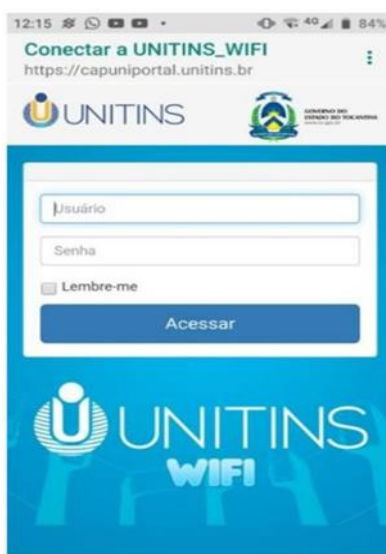 12:15
4G 84%
Conectar a UNITINS_WIFI
https://capuniportal.unitins.br
UNITINS
GOVERNO DO
ESTADO DO TOCANTINS
Usuário
Senha
Lembre-me
Acessar
UNITINS
WIFI